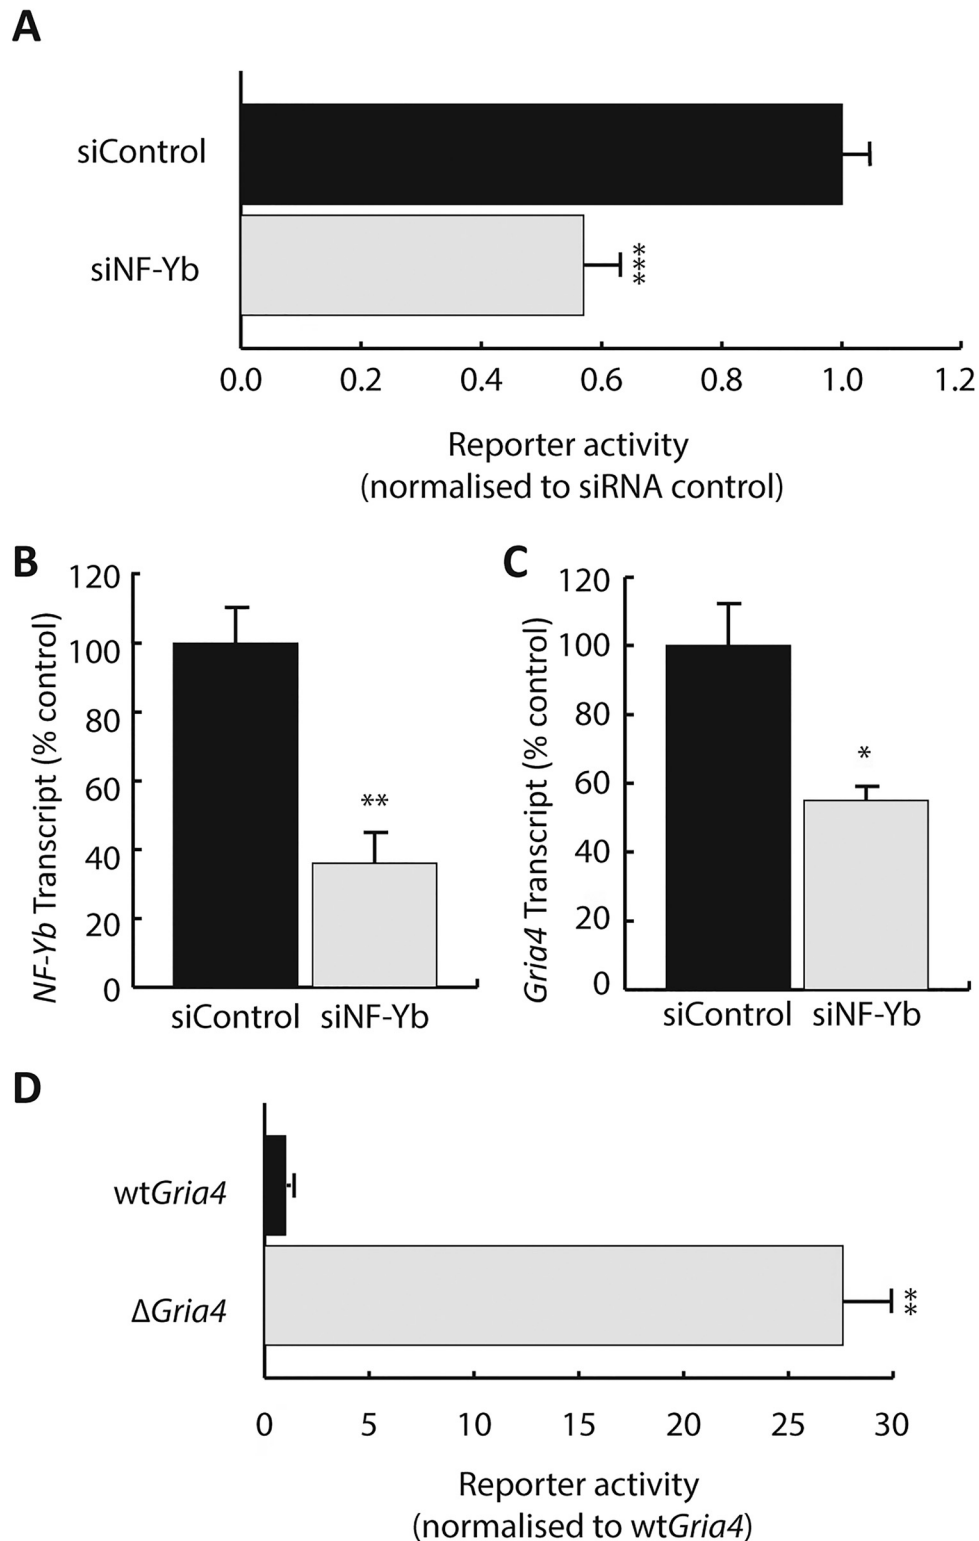 A
siControl
siNF-Yb
***
0.0 0.2 0.4 0.6 0.8 1.0 1.2
Reporter activity
(normalised to siRNA control)
B
NF-Yb Transcript (% control)
120
100
80
60
40
20
0
**
siControl siNF-Yb
C
Gria4 Transcript (% control)
120
100
80
60
40
20
0
*
siControl siNF-Yb
D
wtGria4
ΔGria4
**
0 5 10 15 20 25 30
Reporter activity
(normalised to wtGria4)